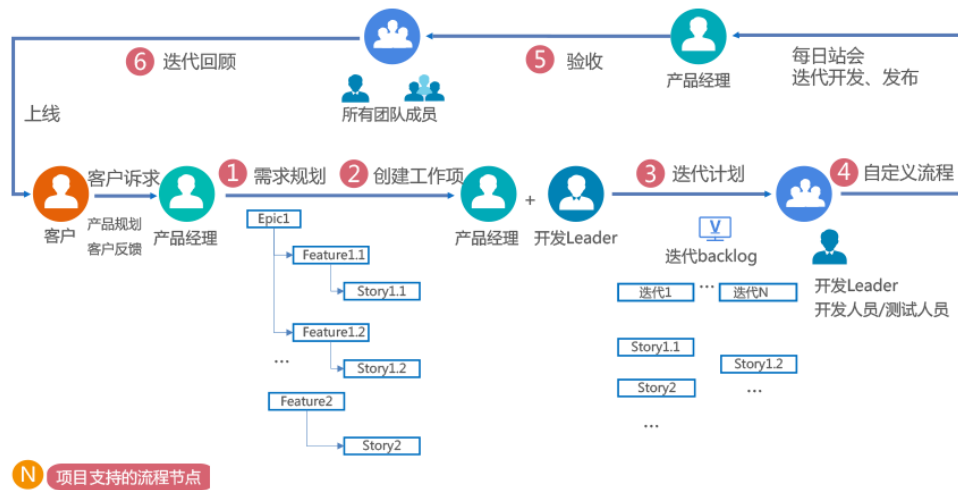 6 迭代回顾
5 验收
每日站会
迭代开发、发布
产品经理
所有团队成员
上线
客户诉求
产品规划
客户反馈
客户
产品经理
1 需求规划
2 创建工作项
产品经理
+
开发Leader
3 迭代计划
4 自定义流程
V
迭代backlog
开发Leader
开发人员/测试人员
Epic1
Feature1.1
Story1.1
Feature1.2
...
Story1.2
Feature2
Story2
迭代1
...
迭代N
Story1.1
Story1.2
Story2
...
...
N 项目支持的流程节点